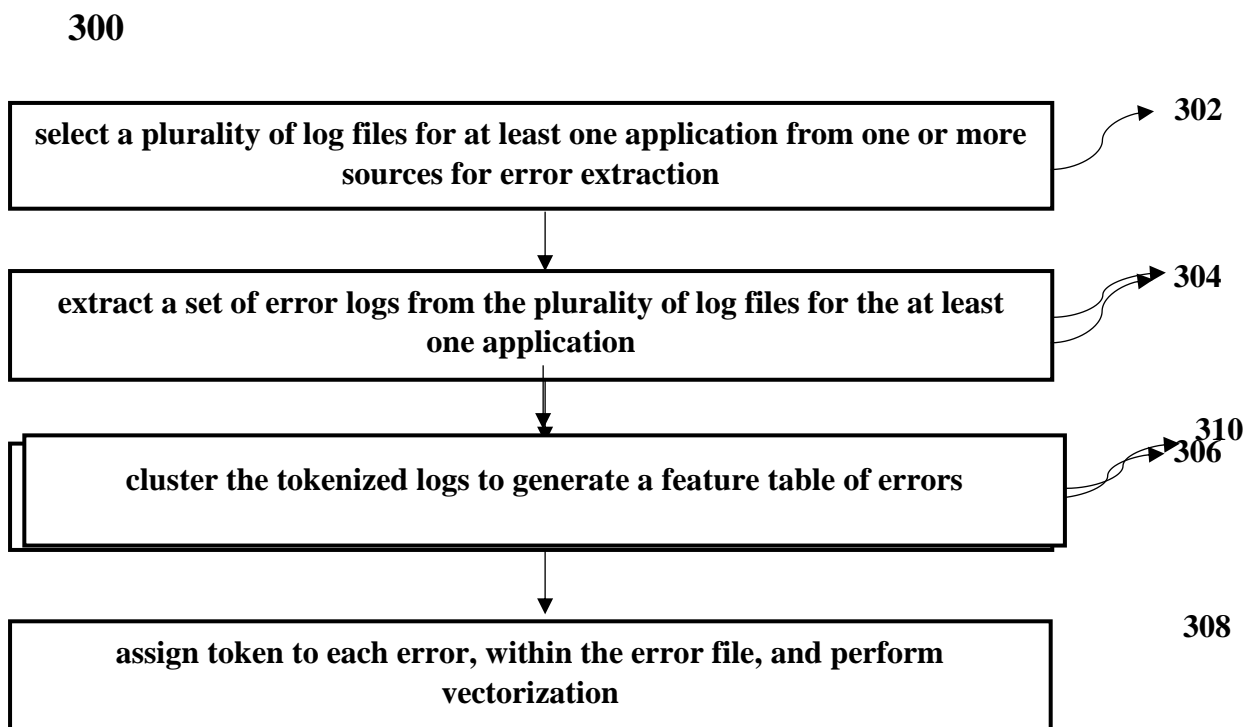 300
302
select a plurality of log files for at least one application from one or more
sources for error extraction
304
extract a set of error logs from the plurality of log files for the at least
one application
310
306
cluster the tokenized logs to generate a feature table of errors
308
assign token to each error, within the error file, and perform
vectorization